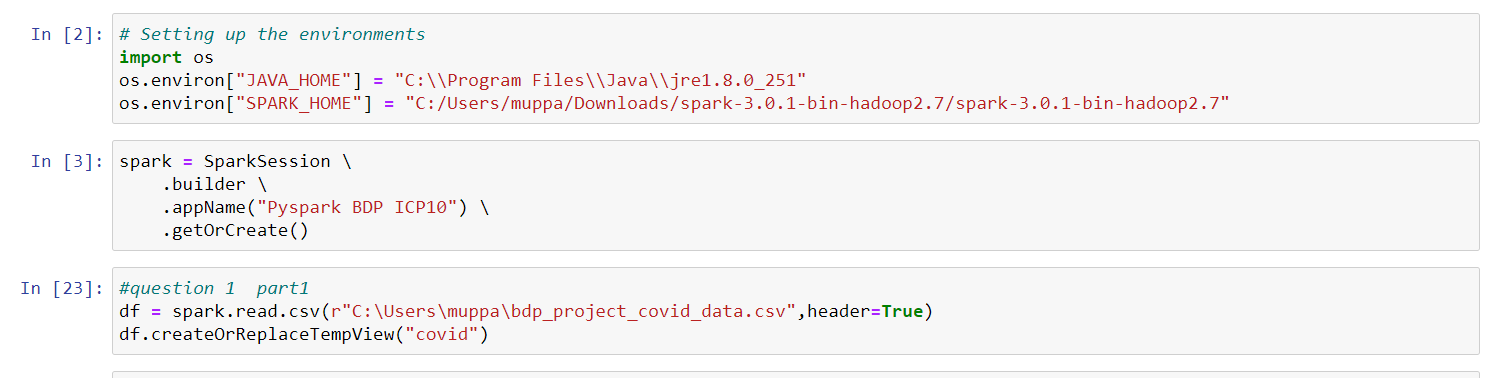 In [2]: # Setting up the environments
import os
os.environ["JAVA_HOME"] = "C:\\Program Files\\Java\\jre1.8.0_251"
os.environ["SPARK_HOME"] = "C:/Users/muppa/Downloads/spark-3.0.1-bin-hadoop2.7/spark-3.0.1-bin-hadoop2.7"
In [3]: spark = SparkSession \
.builder \
.appName("Pyspark BDP ICP10") \
.getOrCreate()
In [23]: #question 1  part1
df = spark.read.csv(r"C:\Users\muppa\bdp_project_covid_data.csv",header=True)
df.createOrReplaceTempView("covid")